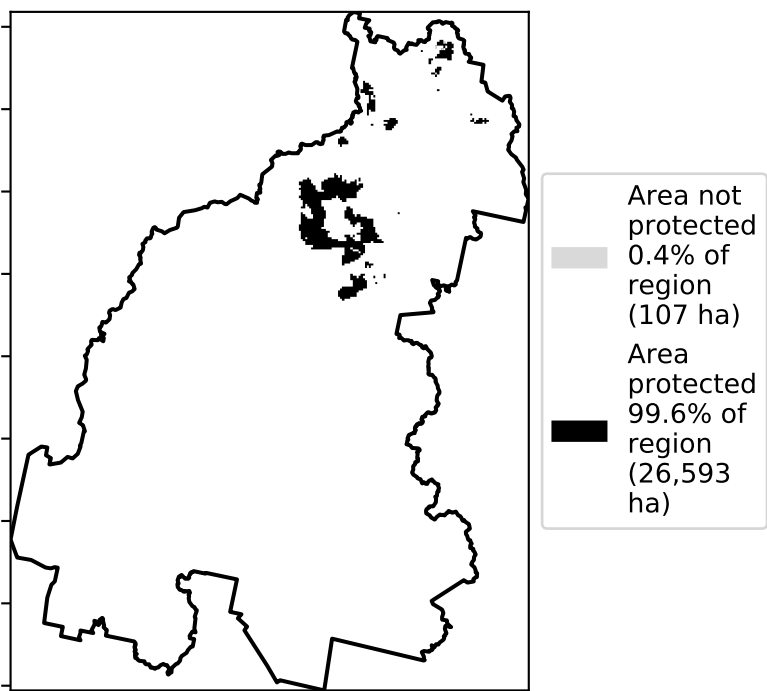 Area not
protected
0.4% of
region
(107 ha)
Area
protected
99.6% of
region
(26,593
ha)